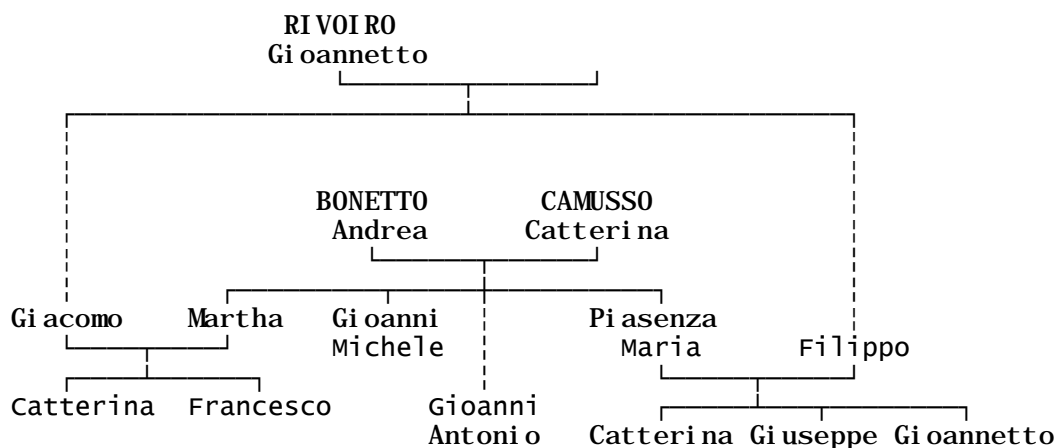 RIVOIRO
Gioannetto
BONETTO CAMUSSO
Andrea Catterina
Giacomo Martha Gioanni Piasenza
Michele Maria Filippo
Catterina Francesco Gioanni
Antonio Catterina Giuseppe Gioannetto